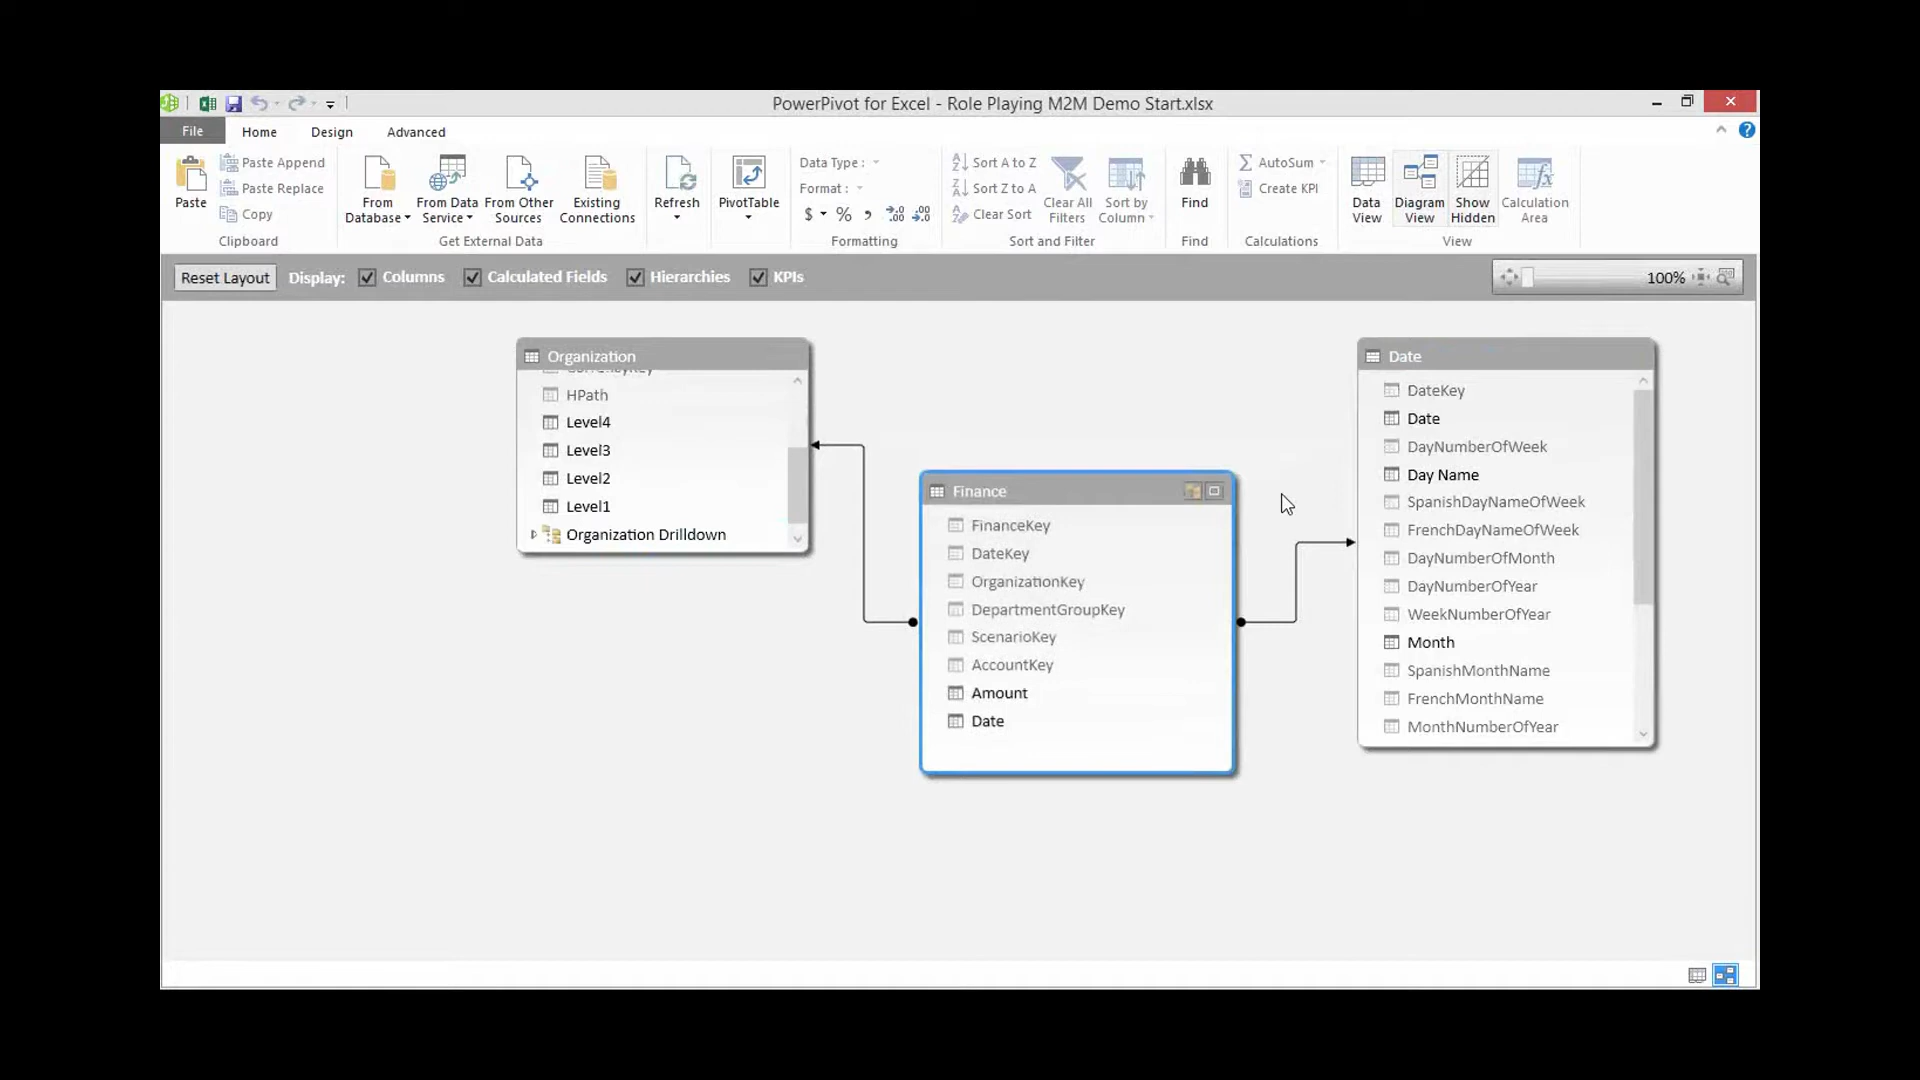 PowerPivot for Excel - Role Playing M2M Demo Start.xlsx
File Home Design Advanced
Paste
Paste Append
Paste Replace
Copy
Clipboard
From Database
From Data Service
From Other Sources
Existing Connections
Get External Data
Refresh
PivotTable
Data Type :
Format :
$ % , .0 .00 .00 .0
Formatting
Sort A to Z
Sort Z to A
Clear Sort
Clear All Filters
Sort by Column
Sort and Filter
Find
Find
AutoSum
Create KPI
Calculations
Data View
Diagram View
Show Hidden
Calculation Area
View
Reset Layout Display: Columns Calculated Fields Hierarchies KPIs 100%
Organization
CurrencyKey
HPath
Level4
Level3
Level2
Level1
Organization Drilldown
Finance
FinanceKey
DateKey
OrganizationKey
DepartmentGroupKey
ScenarioKey
AccountKey
Amount
Date
Date
DateKey
Date
DayNumberOfWeek
Day Name
SpanishDayNameOfWeek
FrenchDayNameOfWeek
DayNumberOfMonth
DayNumberOfYear
WeekNumberOfYear
Month
SpanishMonthName
FrenchMonthName
MonthNumberOfYear